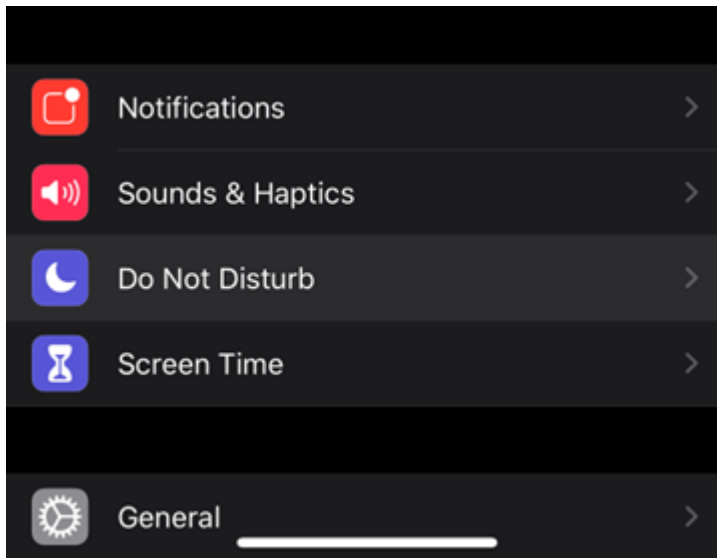 Notifications
Sounds & Haptics
Do Not Disturb
Screen Time
General